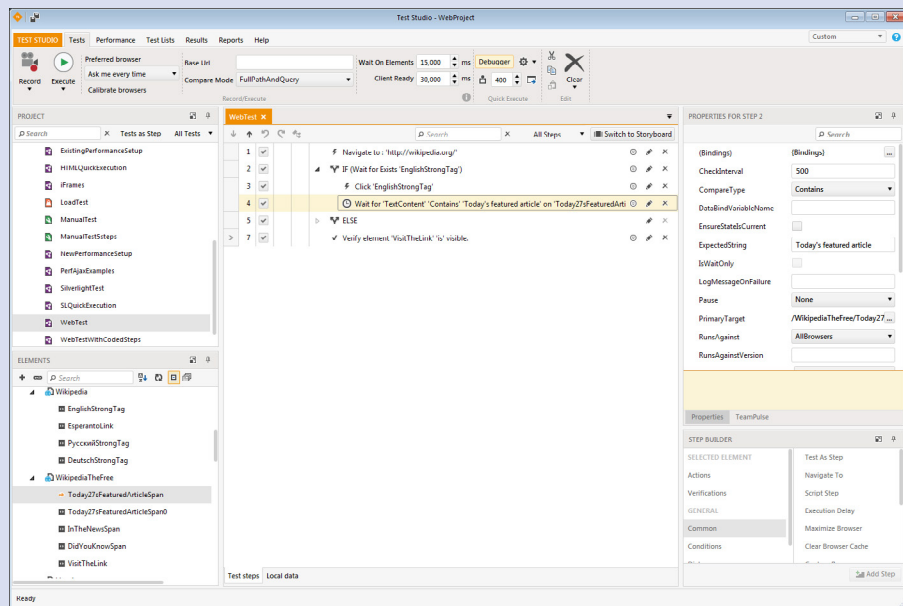 Test Studio - WebProject
TEST STUDIO Tests Performance Test Lists Results Reports Help
Custom
Record
Execute
Preferred browser
Ask me every time
Calibrate browsers
Base Url
Compare Mode FullPathAndQuery
Record/Execute
Wait On Elements 15,000 ms
Client Ready 30,000 ms
Debugger
400
Quick Execute
Clear
Edit
PROJECT
Search Tests as Step All Tests
ExistingPerformanceSetup
HTMLQuickExecution
iFrames
LoadTest
ManualTest
ManualTestSsteps
NewPerformanceSetup
PerfAjaxExamples
SilverlightTest
SLQuickExecution
WebTest
WebTestWithCodedSteps
ELEMENTS
Search
Wikipedia
EnglishStrongTag
EsperantoLink
РусскийStrongTag
DeutschStrongTag
WikipediaTheFree
Today27sFeaturedArticleSpan
Today27sFeaturedArticleSpan0
InTheNewsSpan
DidYouKnowSpan
VisitTheLink
WebTest
Search All Steps Switch to Storyboard
1 Navigate to : 'http://wikipedia.org/'
2 IF (Wait for Exists 'EnglishStrongTag')
3 Click 'EnglishStrongTag'
4 Wait for 'TextContent' 'Contains' 'Today's featured article' on 'Today27sFeaturedArti
5 ELSE
7 Verify element 'VisitTheLink' 'is' visible.
Test steps Local data
PROPERTIES FOR STEP 2
Search
(Bindings) (Bindings) ...
CheckInterval 500
CompareType Contains
DataBindVariableName
EnsureStateIsCurrent
ExpectedString Today's featured article
IsWaitOnly
LogMessageOnFailure
Pause None
PrimaryTarget /WikipediaTheFree/Today27 ...
RunsAgainst AllBrowsers
RunsAgainstVersion
Properties TeamPulse
STEP BUILDER
SELECTED ELEMENT
Actions
Verifications
GENERAL
Common
Conditions
Test As Step
Navigate To
Script Step
Execution Delay
Maximize Browser
Clear Browser Cache
Add Step
Ready